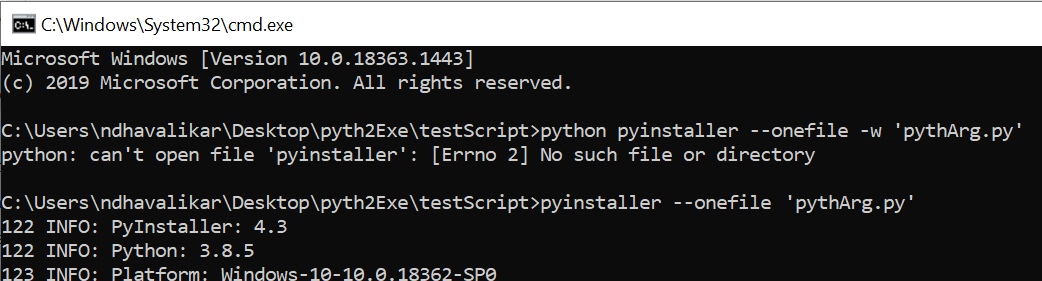 C:\Windows\System32\cmd.exe
Microsoft Windows [Version 10.0.18363.1443]
(c) 2019 Microsoft Corporation. All rights reserved.
C:\Users\ndhavalikar\Desktop\pyth2Exe\testScript>python pyinstaller --onefile -w 'pythArg.py'
python: can't open file 'pyinstaller': [Errno 2] No such file or directory
C:\Users\ndhavalikar\Desktop\pyth2Exe\testScript>pyinstaller --onefile 'pythArg.py'
122 INFO: PyInstaller: 4.3
122 INFO: Python: 3.8.5
123 INFO: Platform: Windows-10-10.0.18362-SP0